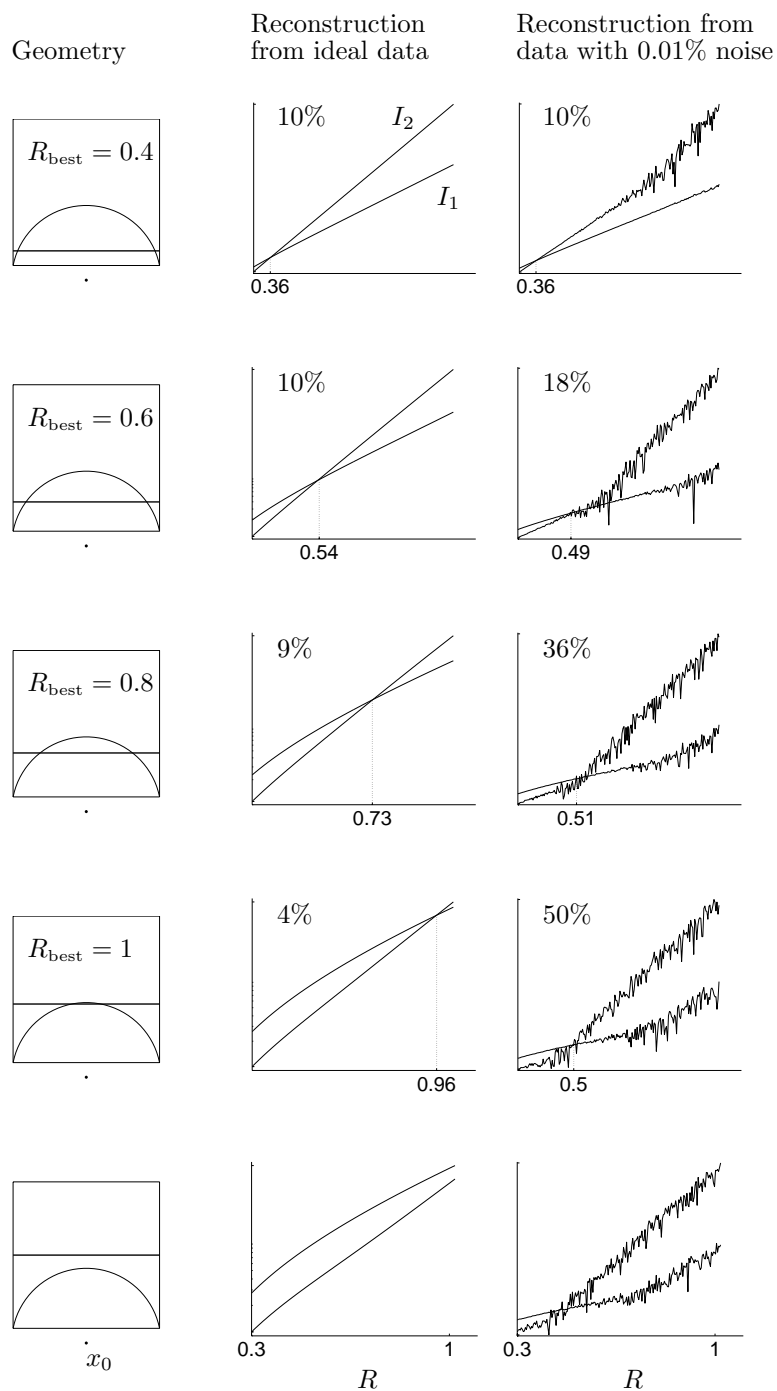 Geometry
Reconstruction
from ideal data
Reconstruction from
data with 0.01% noise
R_best = 0.4
10%
I_2
I_1
0.36
10%
0.36
R_best = 0.6
10%
0.54
18%
0.49
R_best = 0.8
9%
0.73
36%
0.51
R_best = 1
4%
0.96
50%
0.5
x_0
0.3
1
R
0.3
1
R